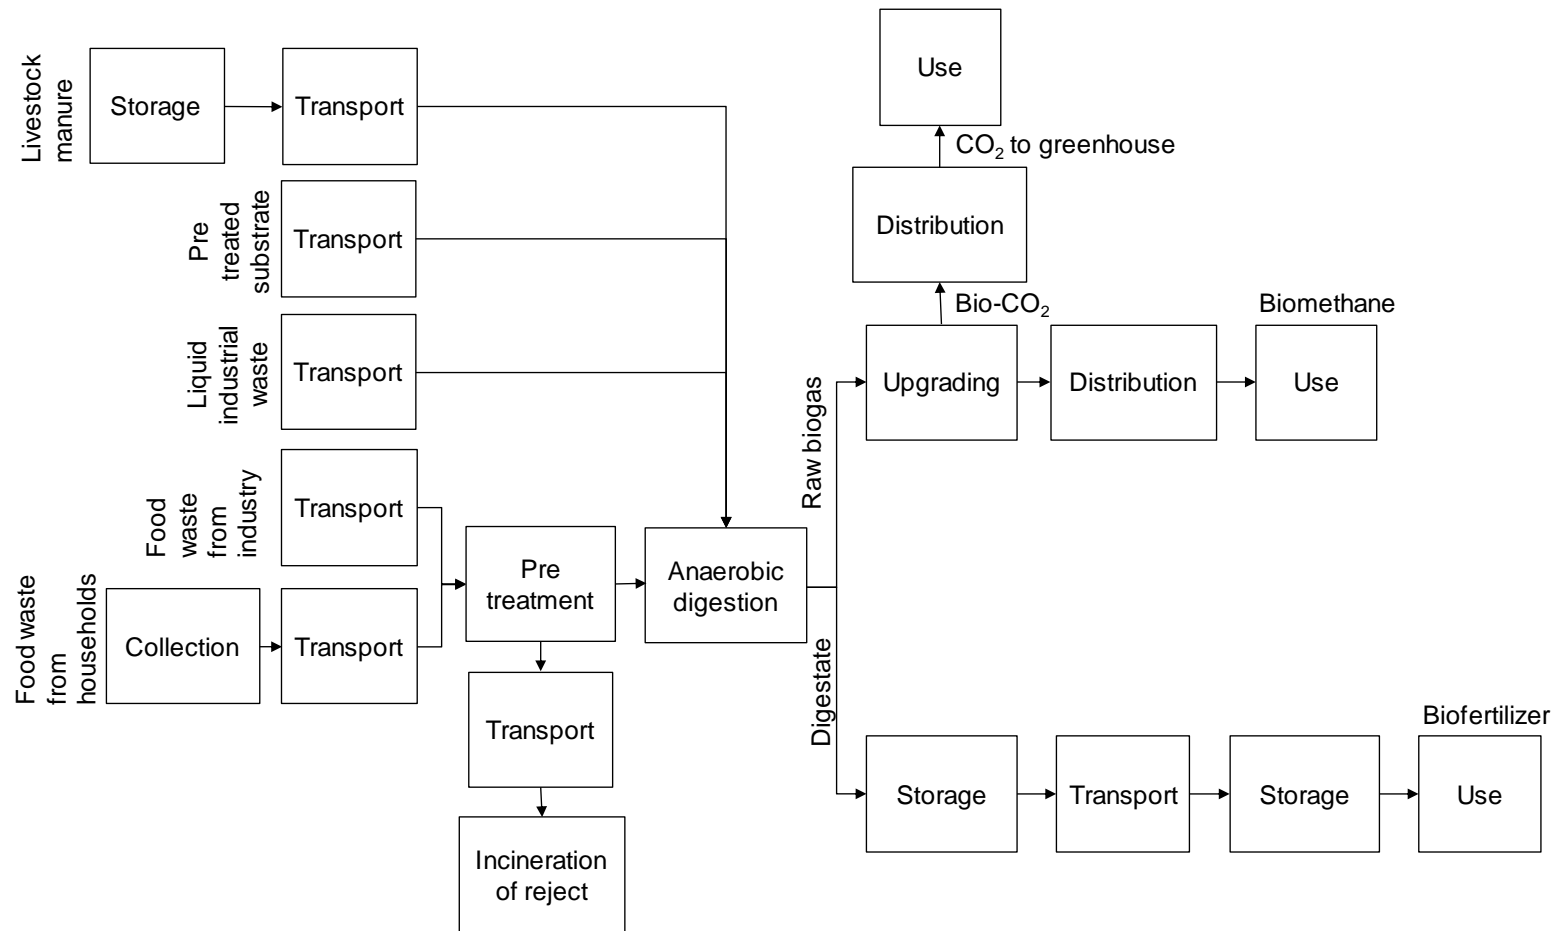 Use
Livestock
manure
Storage
Transport
CO₂ to greenhouse
Pre
treated
substrate
Transport
Distribution
Bio-CO₂
Biomethane
Liquid
industrial
waste
Transport
Upgrading
Distribution
Use
Raw biogas
Food
waste
from
industry
Transport
Pre
treatment
Anaerobic
digestion
Food waste
from
households
Collection
Transport
Digestate
Transport
Biofertilizer
Storage
Transport
Storage
Use
Incineration
of reject